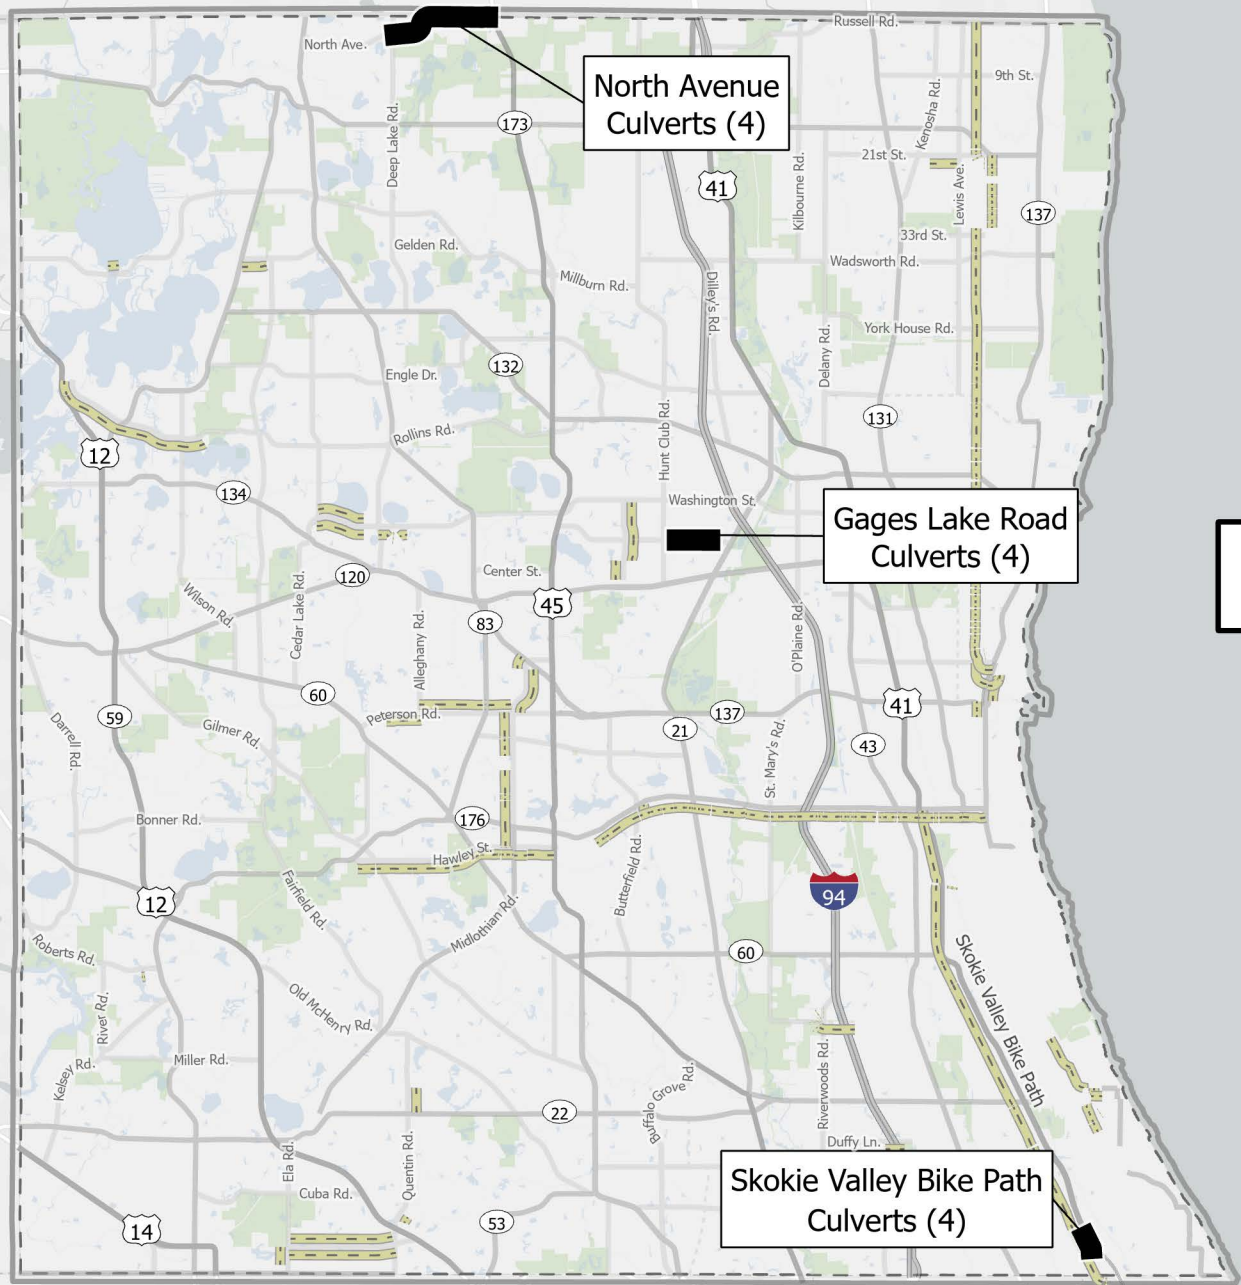 Russell Rd.
North Ave.
9th St.
North Avenue
Culverts (4)
Kenosha Rd.
173
Deep Lake Rd.
21st St.
41
Kilbourne Rd.
Lewis Ave.
137
33rd St.
Gelden Rd.
Wadsworth Rd.
Millburn Rd.
Dilley's Rd.
York House Rd.
Delany Rd.
132
Engle Dr.
131
Hunt Club Rd.
Rollins Rd.
12
134
Washington St.
Gages Lake Road
Culverts (4)
Center St.
120
Wilson Rd.
Cedar Lake Rd.
45
83
Alleghany Rd.
O'Plaine Rd.
60
137
41
Peterson Rd.
59
21
Darrell Rd.
Gilmer Rd.
43
St. Mary's Rd.
Bonner Rd.
176
Hawley St.
Butterfield Rd.
94
12
Fairfield Rd.
Midlothian Rd.
Roberts Rd.
60
Skokie Valley Bike Path
River Rd.
Old McHenry Rd.
Kelsey Rd.
Miller Rd.
Riverwoods Rd.
Buffalo Grove Rd.
22
Duffy Ln.
Ela Rd.
Quentin Rd.
Cuba Rd.
Skokie Valley Bike Path
Culverts (4)
53
14